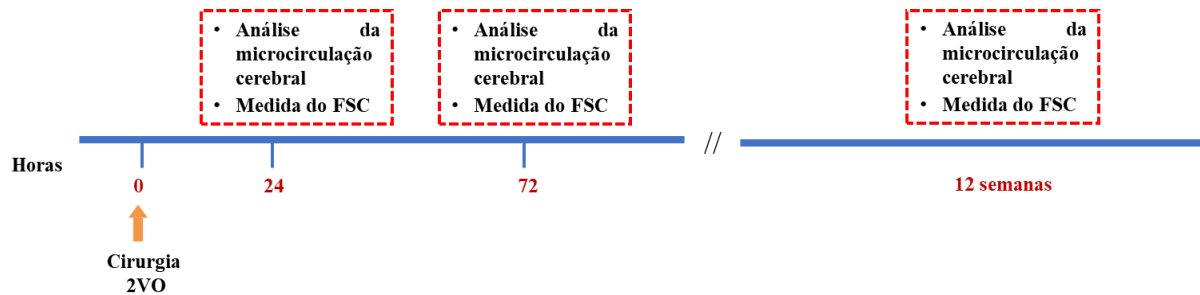 • Análise da
microcirculação
cerebral
• Medida do FSC
• Análise da
microcirculação
cerebral
• Medida do FSC
• Análise da
microcirculação
cerebral
• Medida do FSC
//
Horas
0
24
72
12 semanas
Cirurgia
2VO